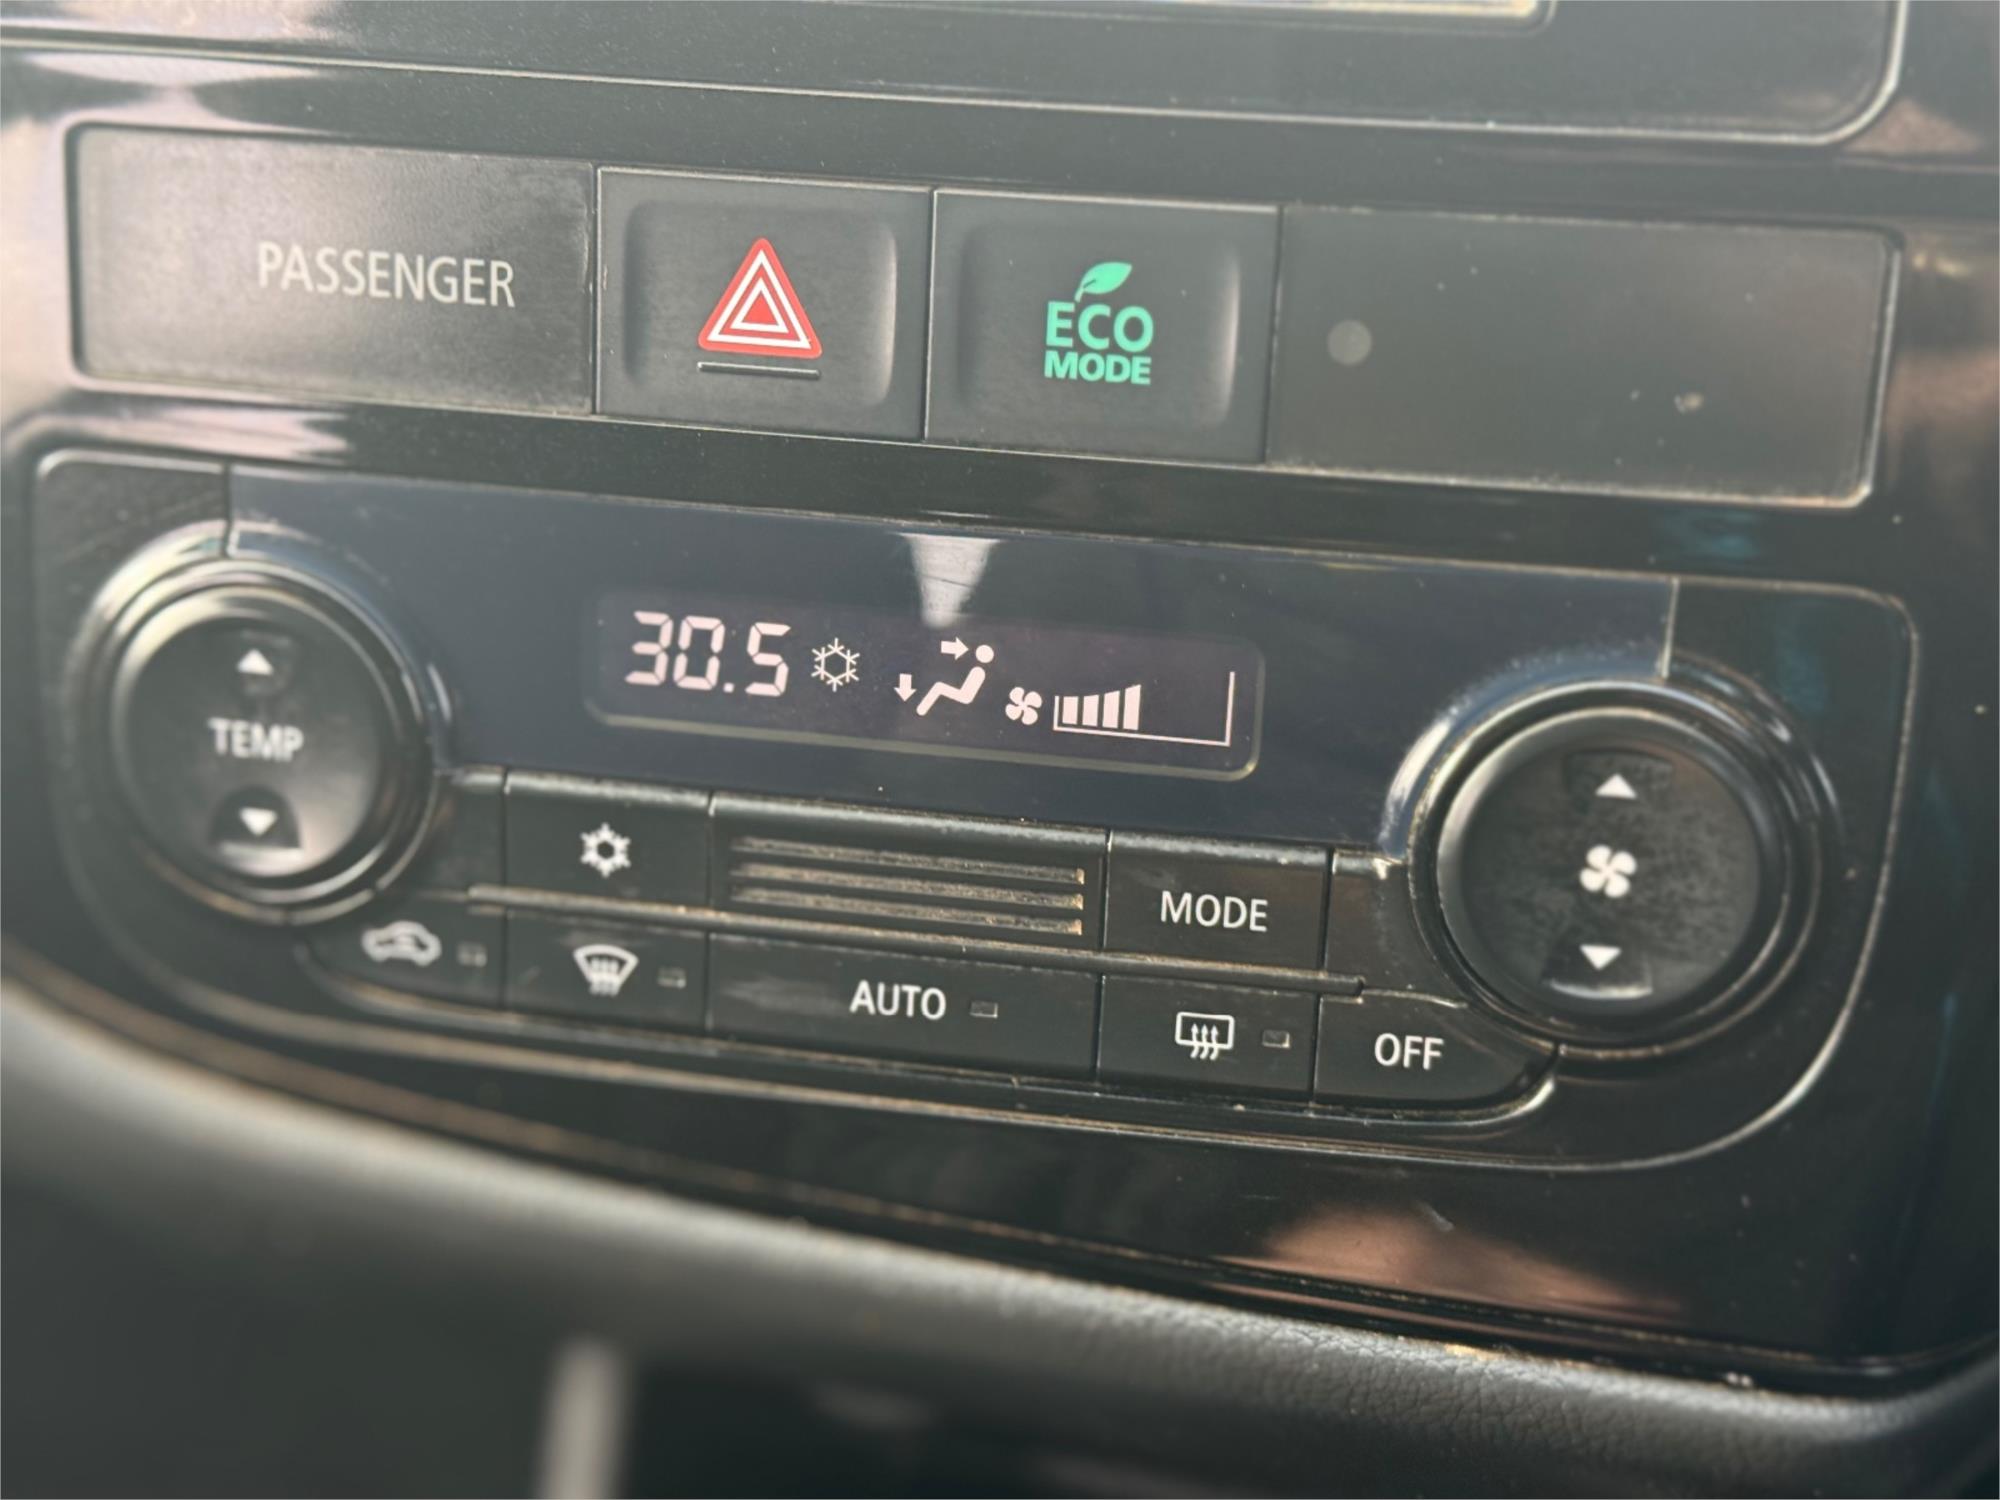 PASSENGER
ECO
MODE
30.5
TEMP
MODE
AUTO
OFF